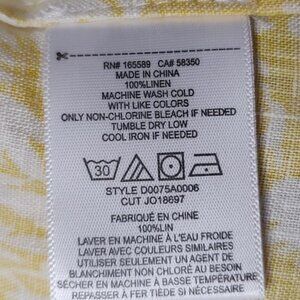 RN# 165589 CA# 58350
MADE IN CHINA
100%LINEN
MACHINE WASH COLD
WITH LIKE COLORS
ONLY NON-CHLORINE BLEACH IF NEEDED
TUMBLE DRY LOW
COOL IRON IF NEEDED
30
STYLE D0075A0006
CUT JO18697
FABRIQUÉ EN CHINE
100%LIN
LAVER EN MACHINE À L'EAU FROIDE
LAVER AVEC COULEURS SIMILAIRES
UTILISER SEULEMENT UN AGENT DE
BLANCHIMENT NON CHLORÉ AU BESOIN
SÉCHER EN MACHINE À BASSE TEMPÉRATURE
REPASSER À FER TIÈDE SI NÉCESSAIRE